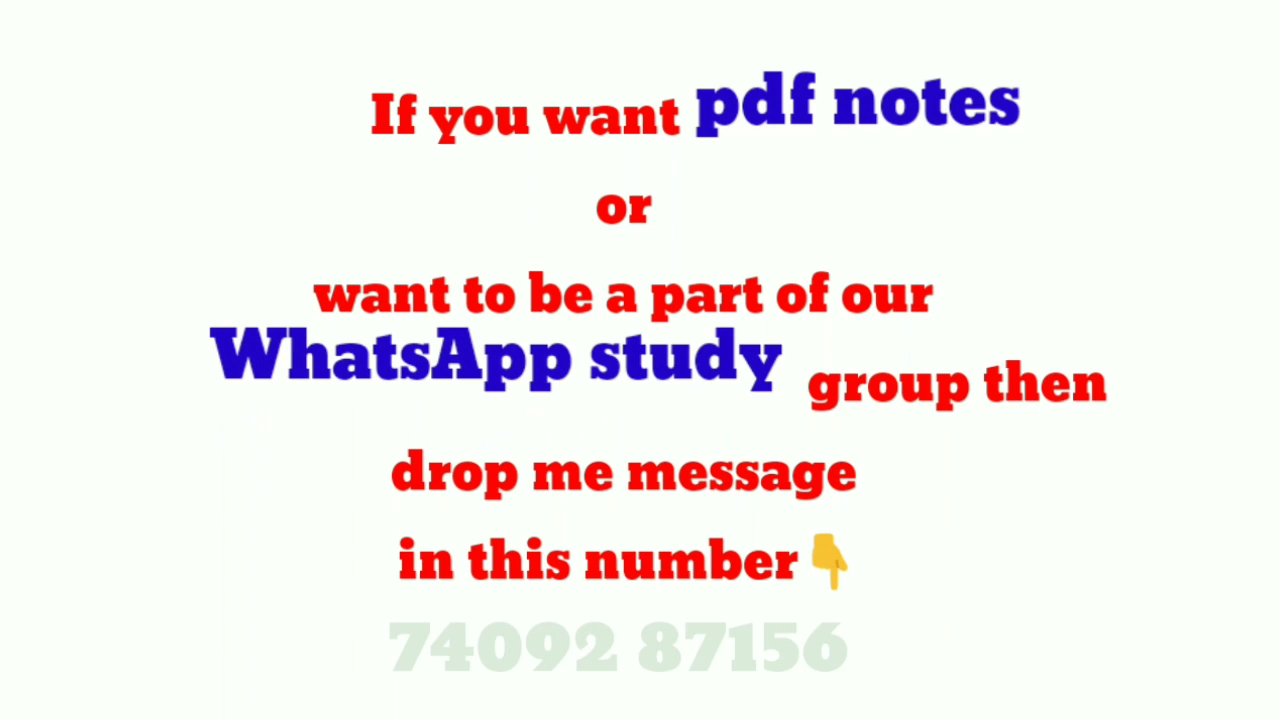 If you want pdf notes
or
want to be a part of our
WhatsApp study group then
drop me message
in this number👇
74092 87156